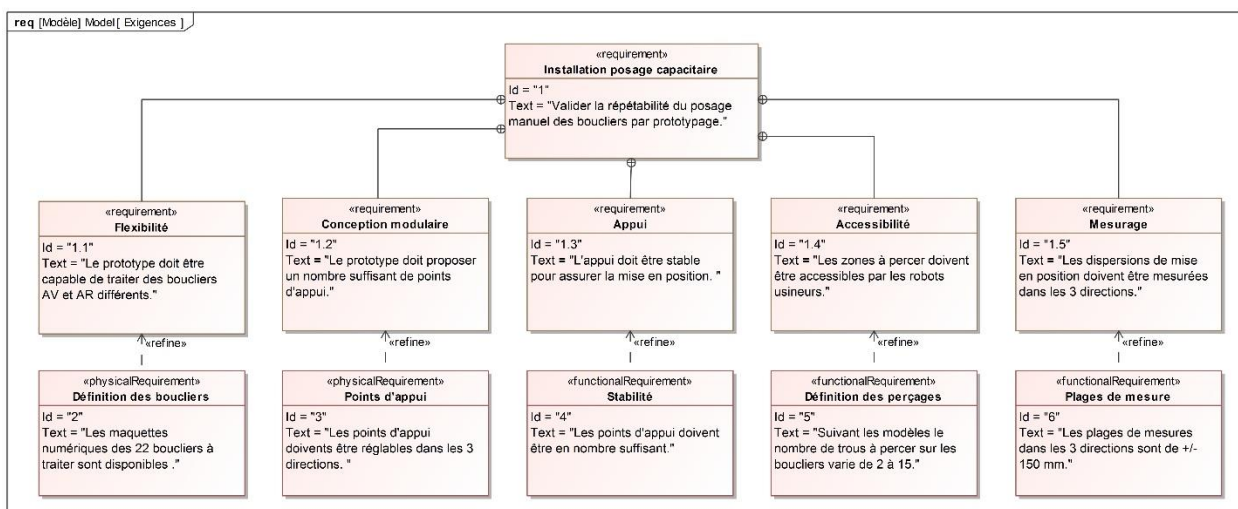 req [Modèle] Model[ Exigences ]
«requirement»
Installation posage capacitaire
Id = "1"
Text = "Valider la répétabilité du posage
manuel des boucliers par prototypage."
«requirement»
Flexibilité
Id = "1.1"
Text = "Le prototype doit être
capable de traiter des boucliers
AV et AR différents."
«requirement»
Conception modulaire
Id = "1.2"
Text = "Le prototype doit proposer
un nombre suffisant de points
d'appui."
«requirement»
Appui
Id = "1.3"
Text = "L'appui doit être stable
pour assurer la mise en position. "
«requirement»
Accessibilité
Id = "1.4"
Text = "Les zones à percer doivent
être accessibles par les robots
usineurs."
«requirement»
Mesurage
Id = "1.5"
Text = "Les dispersions de mise
en position doivent être mesurées
dans les 3 directions."
«refine»
«refine»
«refine»
«refine»
«refine»
«physicalRequirement»
Définition des boucliers
Id = "2"
Text = "Les maquettes
numériques des 22 boucliers à
traiter sont disponibles ."
«physicalRequirement»
Points d'appui
Id = "3"
Text = "Les points d'appui
doivents être réglables dans les 3
directions. "
«functionalRequirement»
Stabilité
Id = "4"
Text = "Les points d'appui doivent
être en nombre suffisant."
«functionalRequirement»
Définition des perçages
Id = "5"
Text = "Suivant les modèles le
nombre de trous à percer sur les
boucliers varie de 2 à 15."
«functionalRequirement»
Plages de mesure
Id = "6"
Text = "Les plages de mesures
dans les 3 directions sont de +/-
150 mm."